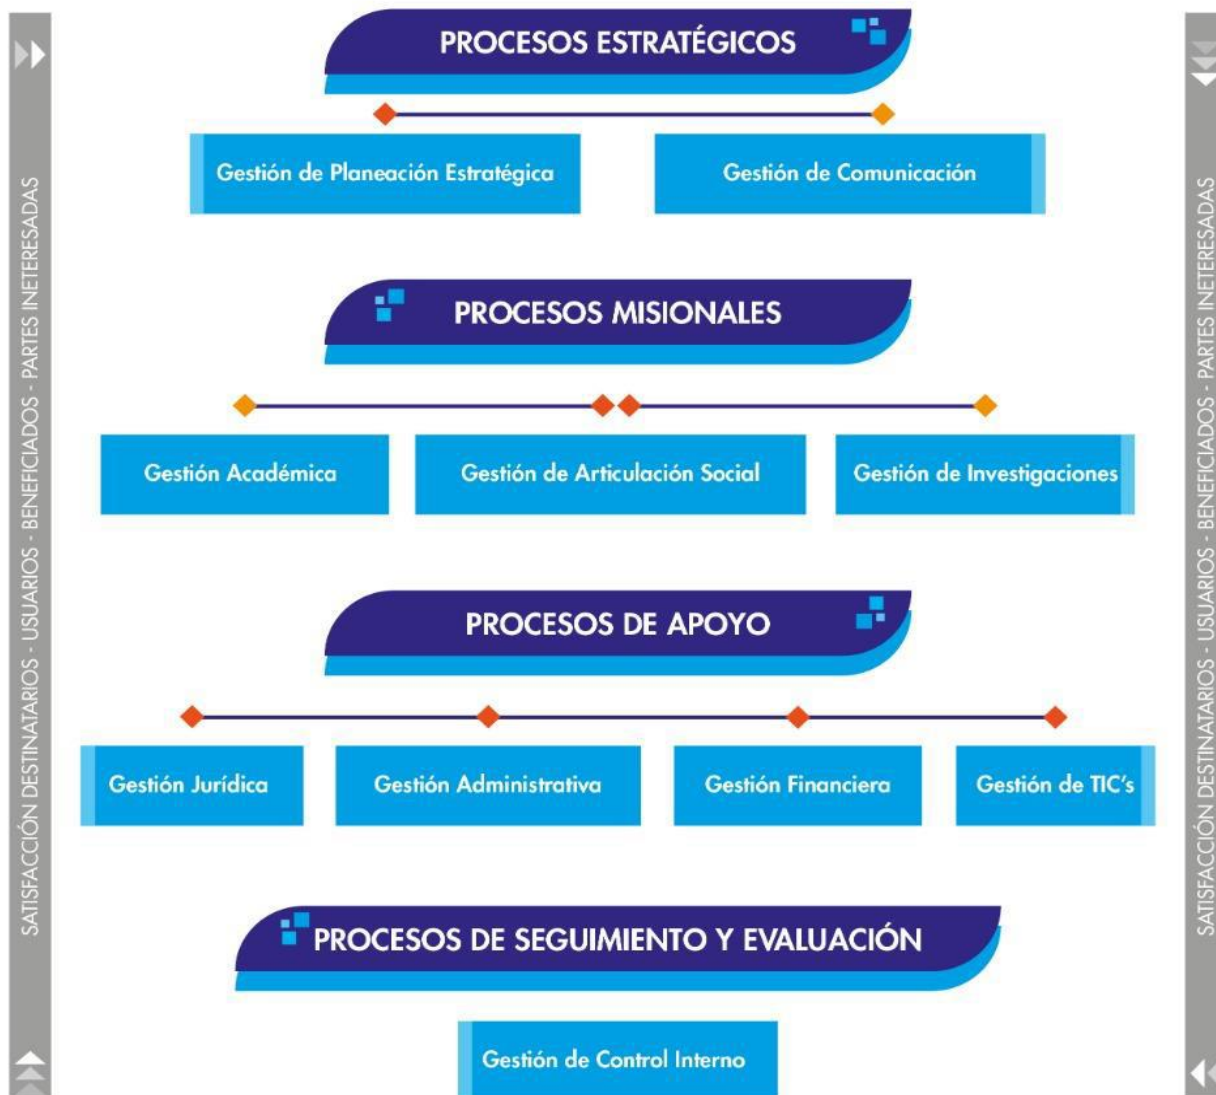 PROCESOS ESTRATÉGICOS
Gestión de Planeación Estratégica
Gestión de Comunicación
PROCESOS MISIONALES
Gestión Académica
Gestión de Articulación Social
Gestión de Investigaciones
PROCESOS DE APOYO
Gestión Jurídica
Gestión Administrativa
Gestión Financiera
Gestión de TIC's
PROCESOS DE SEGUIMIENTO Y EVALUACIÓN
Gestión de Control Interno
SATISFACCIÓN DESTINATARIOS - USUARIOS - BENEFICIADOS - PARTES INETERESADAS
SATISFACCIÓN DESTINATARIOS - USUARIOS - BENEFICIADOS - PARTES INETERESADAS